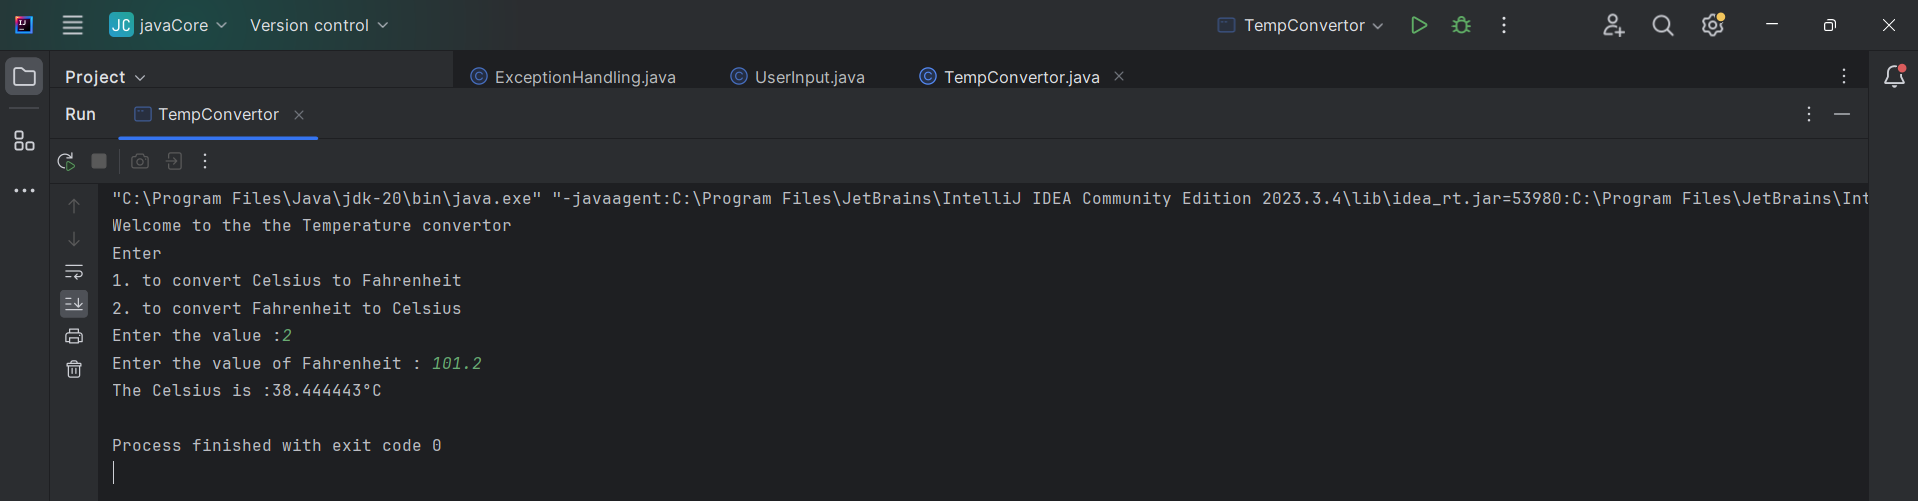 JC javaCore Version control TempConvertor
Project ExceptionHandling.java UserInput.java TempConvertor.java
Run TempConvertor
"C:\Program Files\Java\jdk-20\bin\java.exe" "-javaagent:C:\Program Files\JetBrains\IntelliJ IDEA Community Edition 2023.3.4\lib\idea_rt.jar=53980:C:\Program Files\JetBrains\Int
Welcome to the the Temperature convertor
Enter
1. to convert Celsius to Fahrenheit
2. to convert Fahrenheit to Celsius
Enter the value :2
Enter the value of Fahrenheit : 101.2
The Celsius is :38.444443°C
Process finished with exit code 0